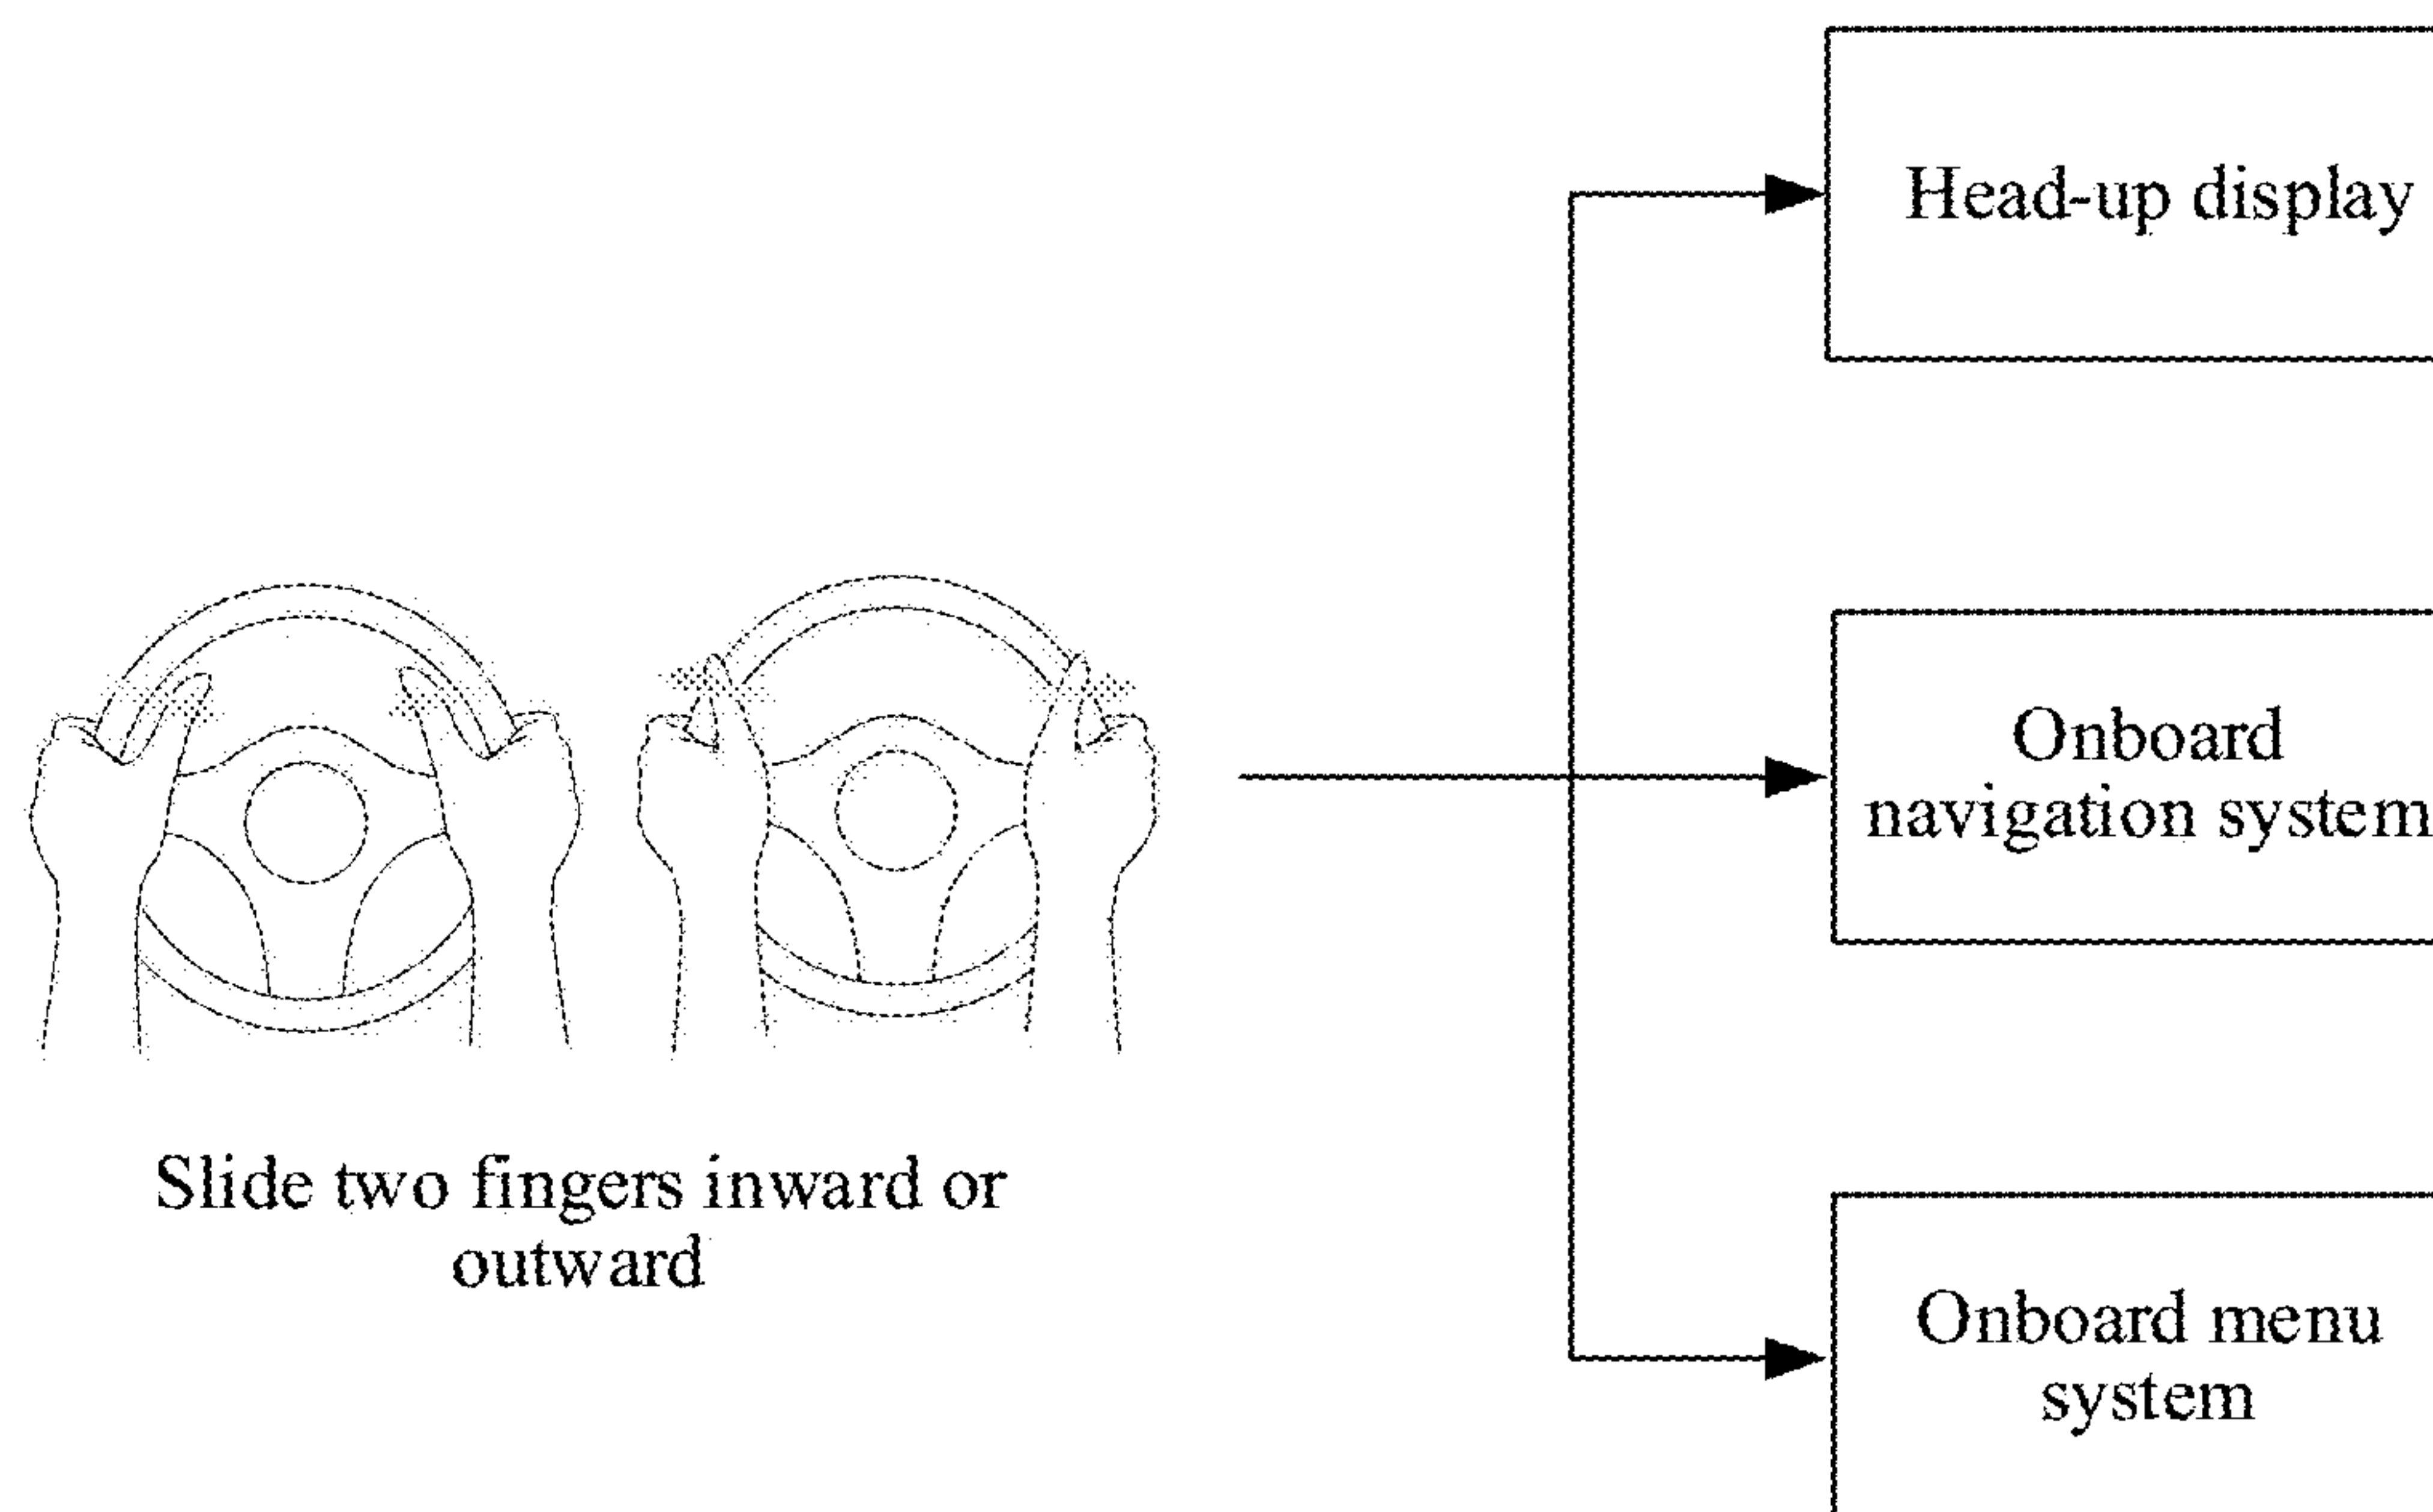 Head-up display
Onboard
navigation system
Slide two fingers inward or
outward
Onboard menu
system